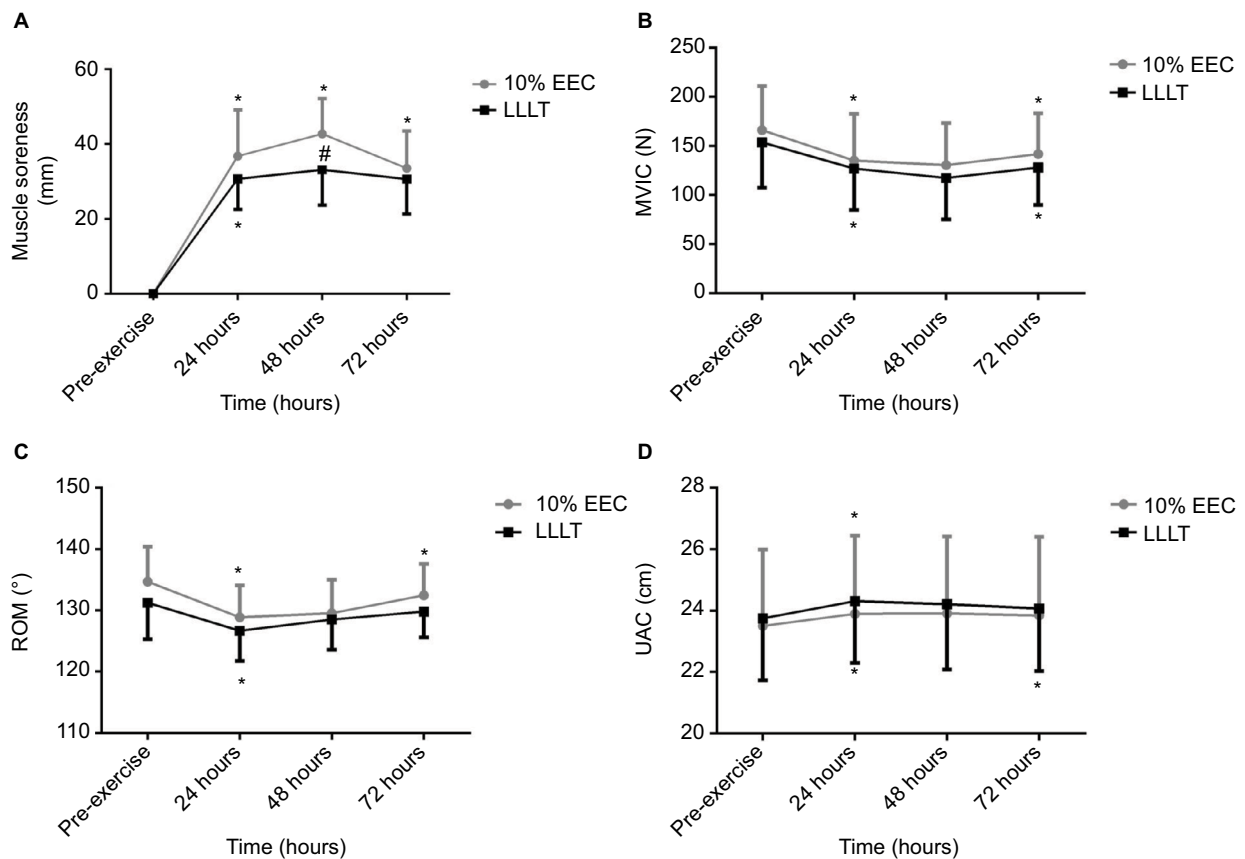 A
Muscle soreness
(mm)
60
40
20
0
*
*
*
#
*
10% EEC
LLLT
Pre-exercise
24 hours
48 hours
72 hours
Time (hours)
B
MVIC (N)
250
200
150
100
50
0
*
*
*
*
10% EEC
LLLT
Pre-exercise
24 hours
48 hours
72 hours
Time (hours)
C
ROM (°)
150
140
130
120
110
*
*
*
10% EEC
LLLT
Pre-exercise
24 hours
48 hours
72 hours
Time (hours)
D
UAC (cm)
28
26
24
22
20
*
*
*
10% EEC
LLLT
Pre-exercise
24 hours
48 hours
72 hours
Time (hours)